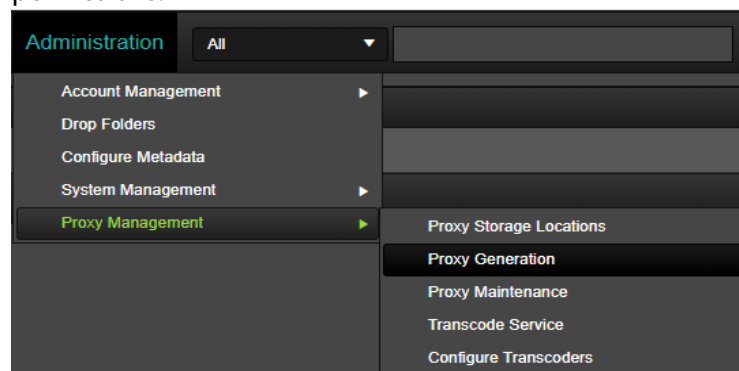 Administration All
Account Management
Drop Folders
Configure Metadata
System Management
Proxy Management
Proxy Storage Locations
Proxy Generation
Proxy Maintenance
Transcode Service
Configure Transcoders